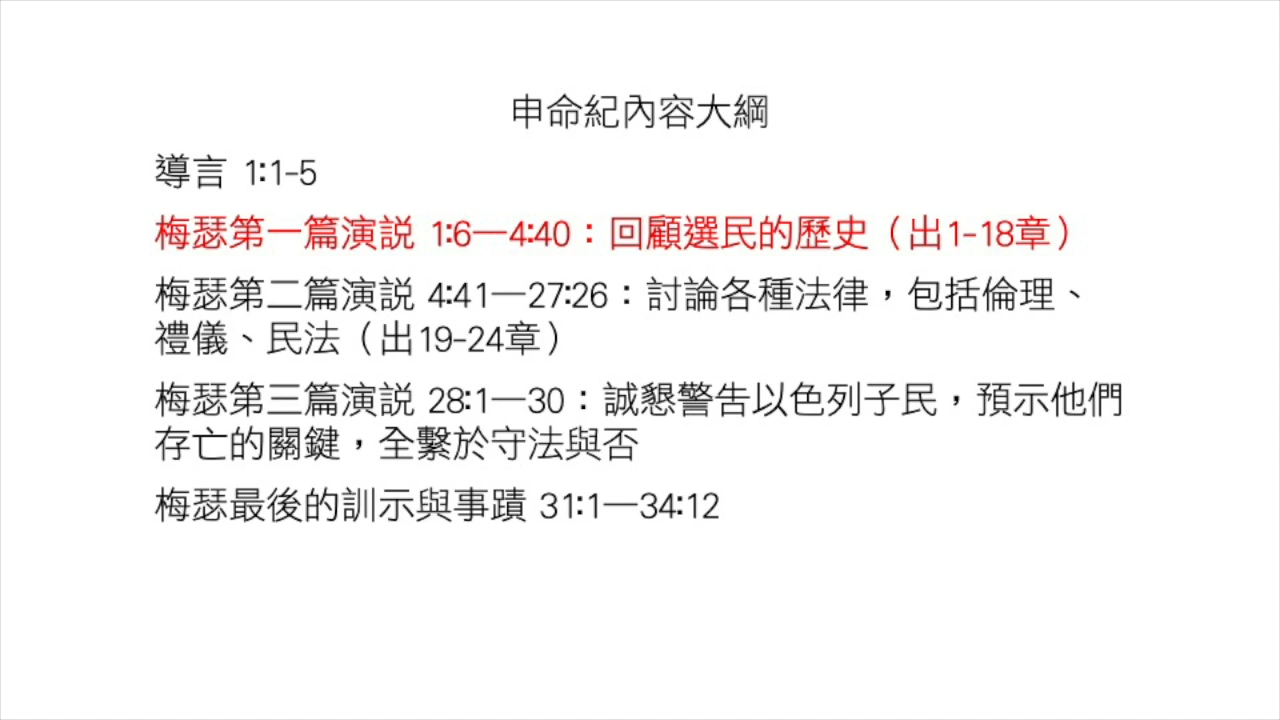 申命紀內容大綱
導言 1:1-5
梅瑟第一篇演説 1:6—4:40：回顧選民的歷史（出1-18章）
梅瑟第二篇演説 4:41—27:26：討論各種法律，包括倫理、
禮儀、民法（出19-24章）
梅瑟第三篇演説 28:1—30：誠懇警告以色列子民，預示他們
存亡的關鍵，全繫於守法與否
梅瑟最後的訓示與事蹟 31:1—34:12